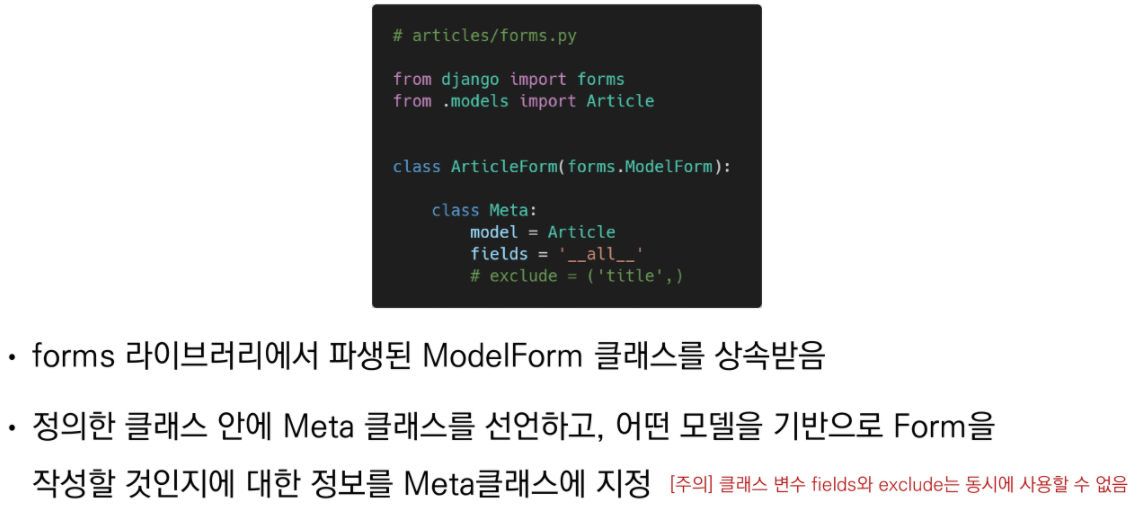 # articles/forms.py
from django import forms
from .models import Article
class ArticleForm(forms.ModelForm):
    class Meta:
        model = Article
        fields = '__all__'
        # exclude = ('title',)
• forms 라이브러리에서 파생된 ModelForm 클래스를 상속받음
• 정의한 클래스 안에 Meta 클래스를 선언하고, 어떤 모델을 기반으로 Form을
작성할 것인지에 대한 정보를 Meta클래스에 지정 [주의] 클래스 변수 fields와 exclude는 동시에 사용할 수 없음